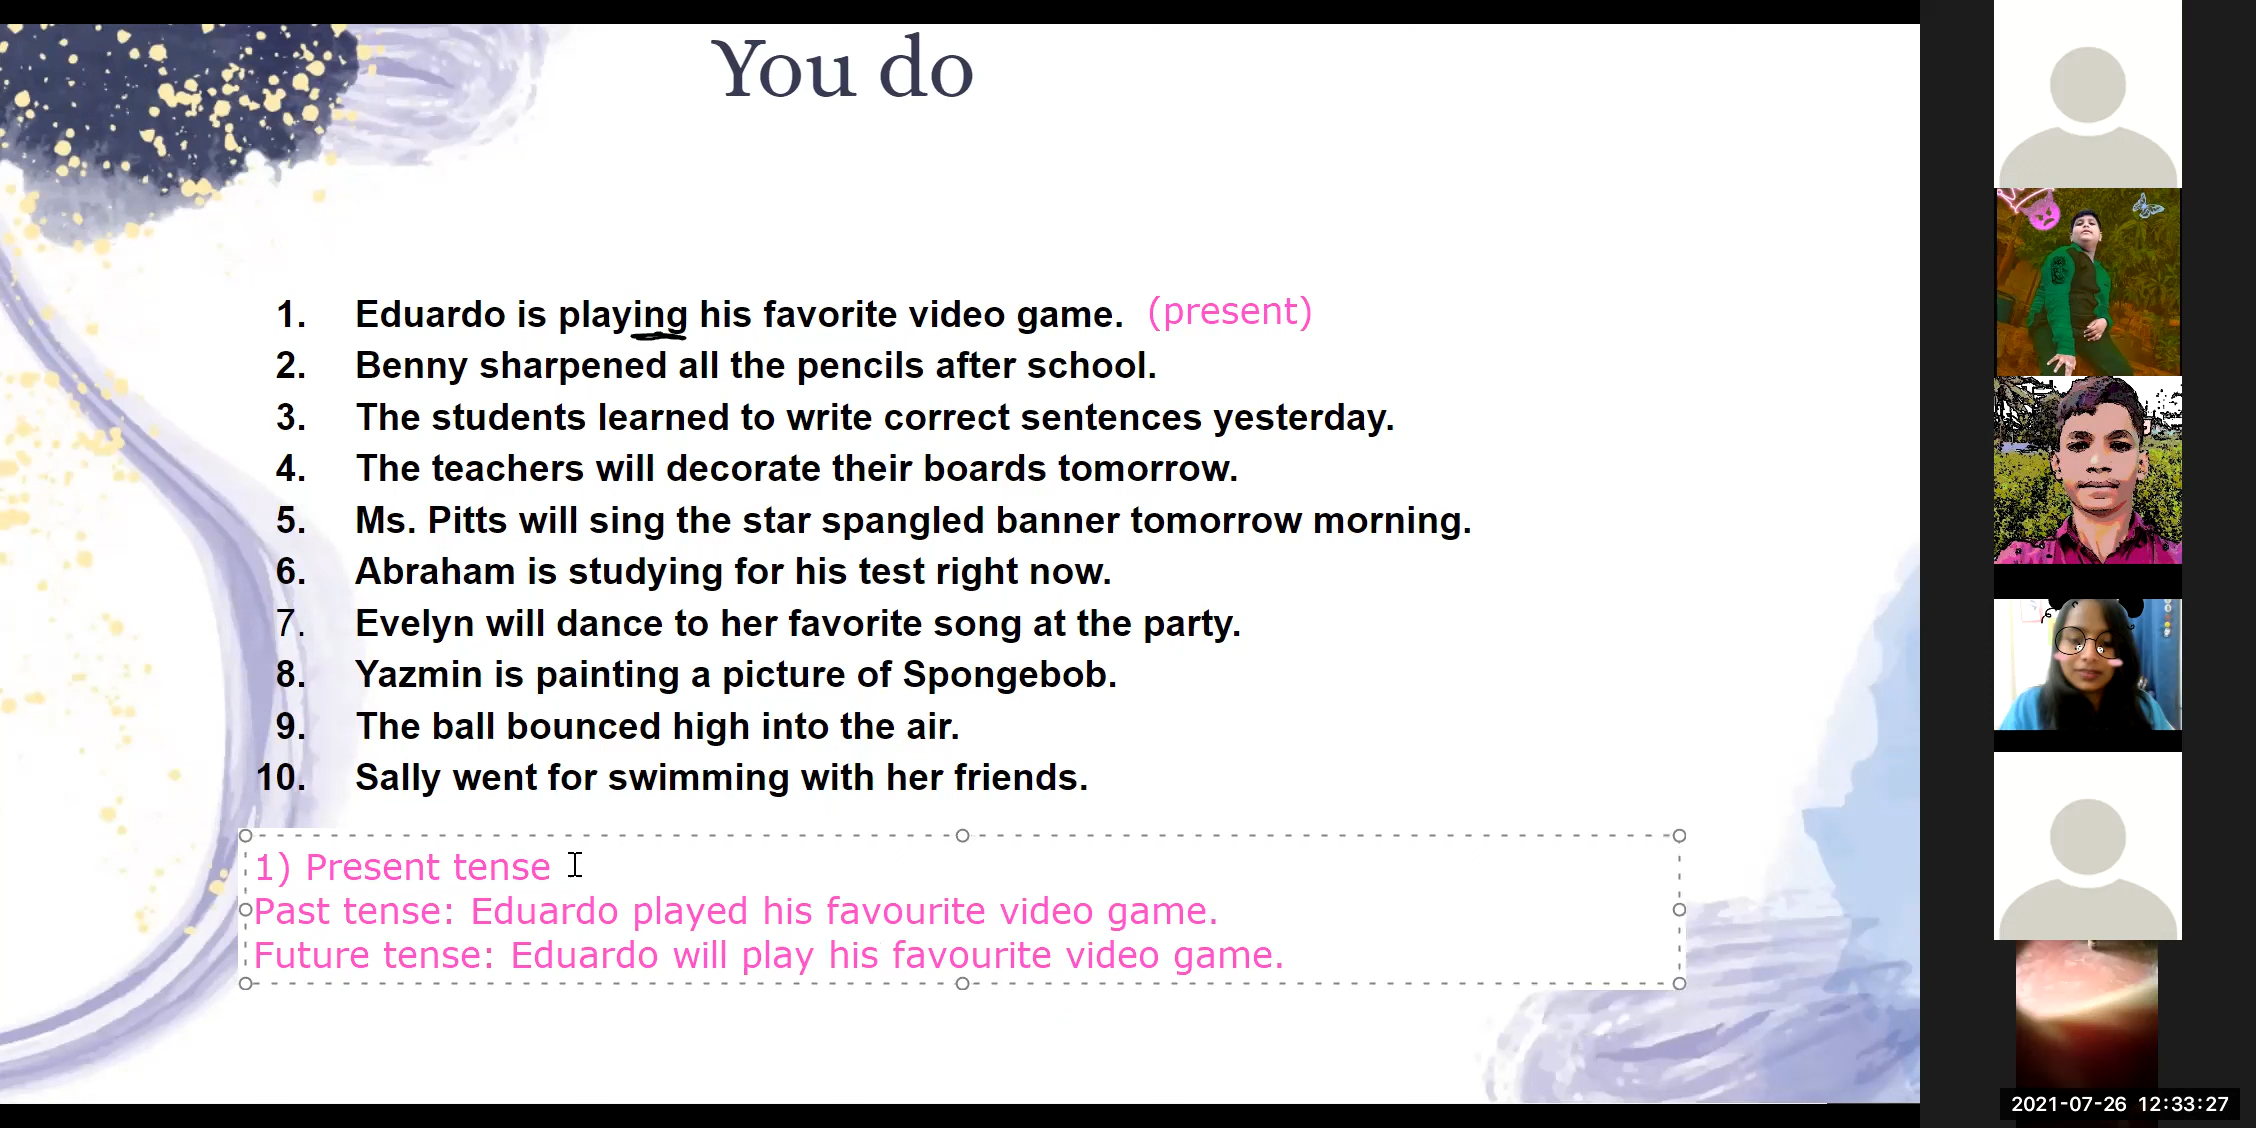 You do
1. Eduardo is playing his favorite video game. (present)
2. Benny sharpened all the pencils after school.
3. The students learned to write correct sentences yesterday.
4. The teachers will decorate their boards tomorrow.
5. Ms. Pitts will sing the star spangled banner tomorrow morning.
6. Abraham is studying for his test right now.
7. Evelyn will dance to her favorite song at the party.
8. Yazmin is painting a picture of Spongebob.
9. The ball bounced high into the air.
10. Sally went for swimming with her friends.
1) Present tense
Past tense: Eduardo played his favourite video game.
Future tense: Eduardo will play his favourite video game.
2021-07-26 12:33:27